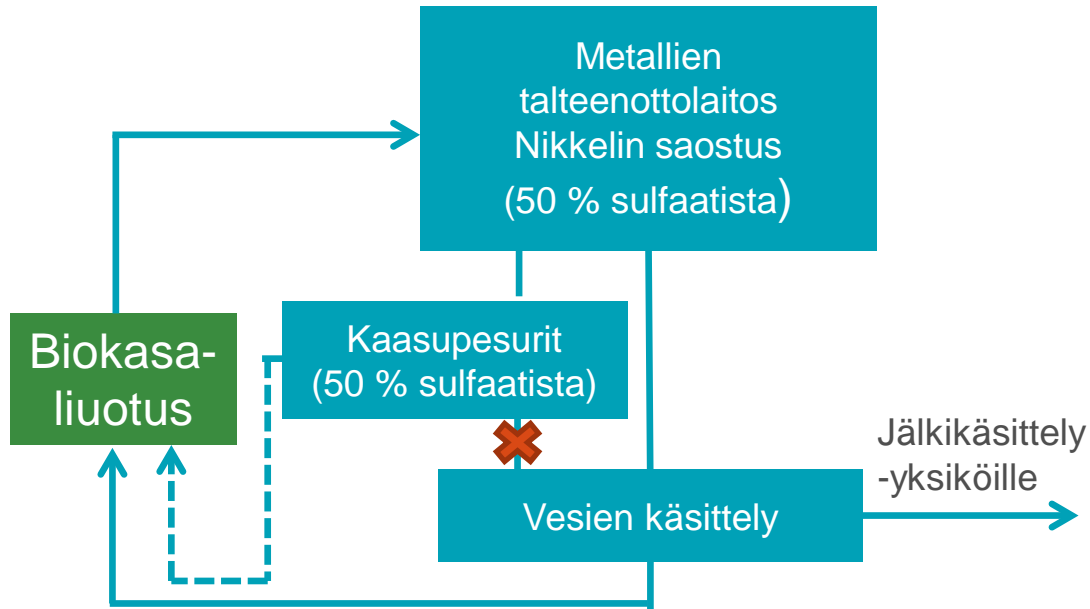 Metallien
talteenottolaitos
Nikkelin saostus
(50 % sulfaatista)
Biokasa-
liuotus
Kaasupesurit
(50 % sulfaatista)
Jälkikäsittely
-yksiköille
Vesien käsittely